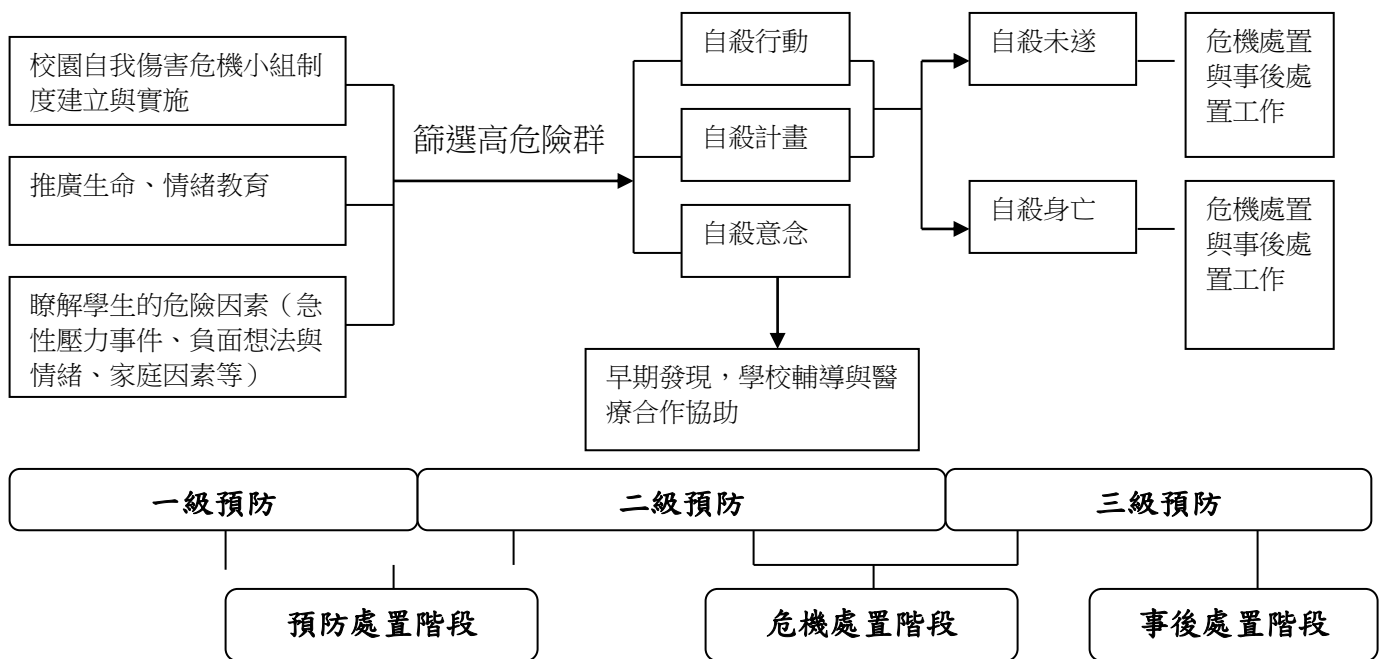 校園自我傷害危機小組制
度建立與實施
推廣生命、情緒教育
瞭解學生的危險因素（急
性壓力事件、負面想法與
情緒、家庭因素等）
篩選高危險群
自殺行動
自殺計畫
自殺意念
早期發現，學校輔導與醫
療合作協助
自殺未遂
自殺身亡
危機處置
與事後處
置工作
危機處置
與事後處
置工作
一級預防
二級預防
三級預防
預防處置階段
危機處置階段
事後處置階段